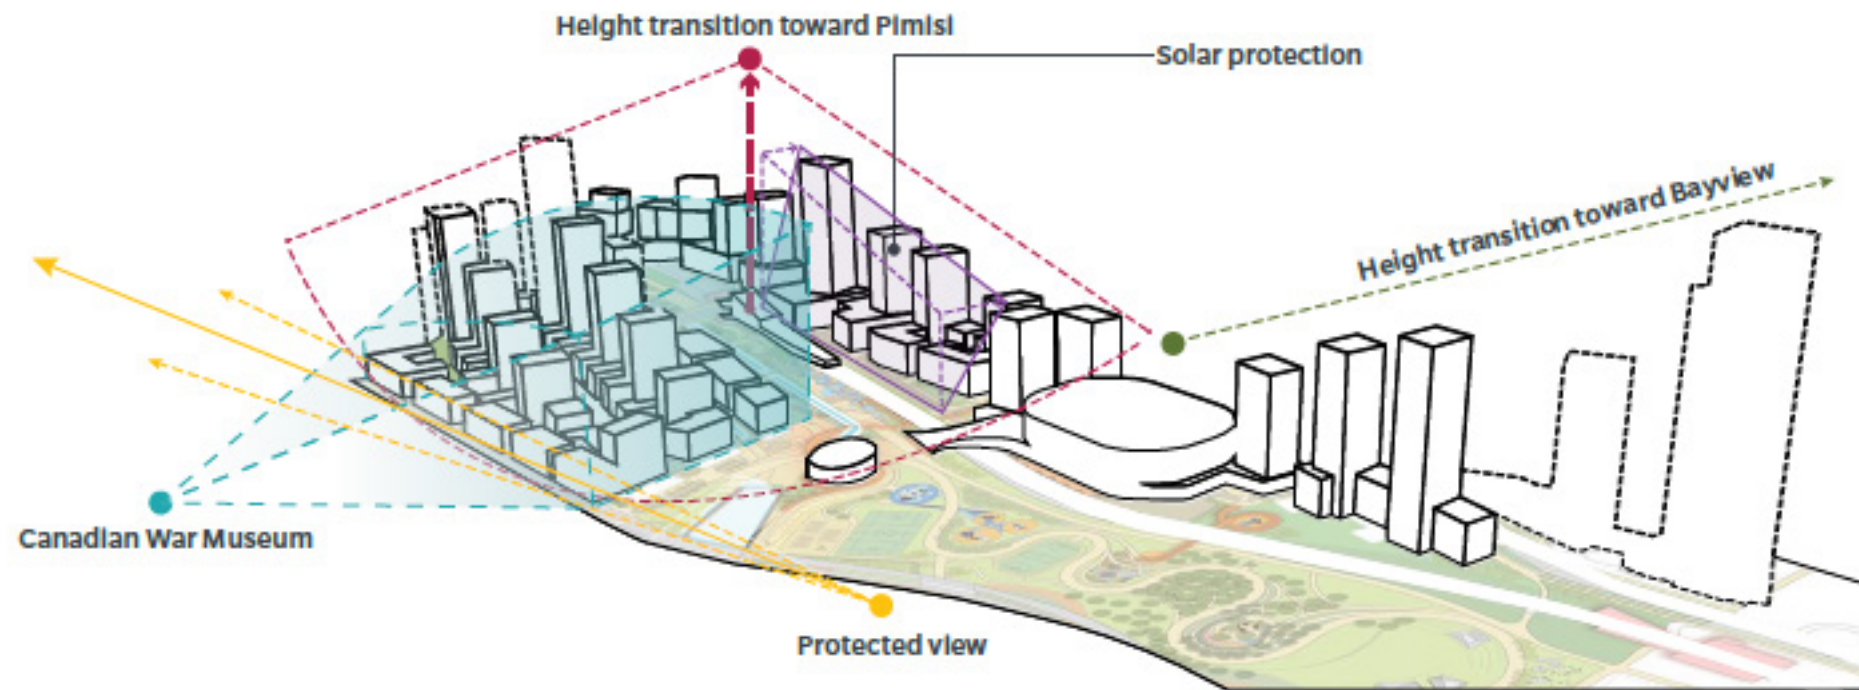 Height transition toward Pimisi
Solar protection
Height transition toward Bayview
Canadian War Museum
Protected view